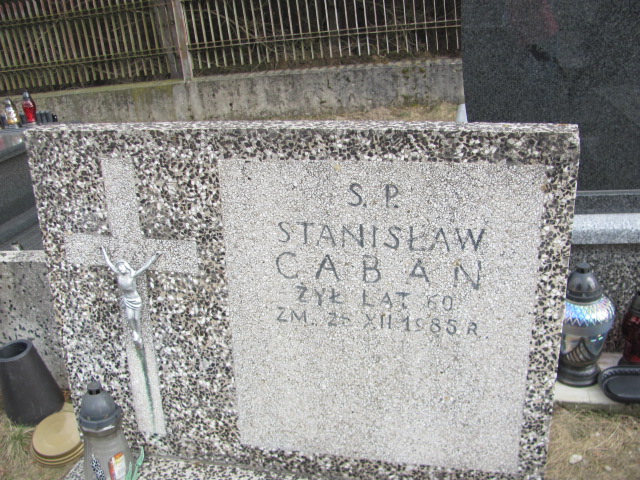 Ś.P.
STANISŁAW
CABAN
ŻYŁ LAT 60
ZM. 25 XII 1985 R.